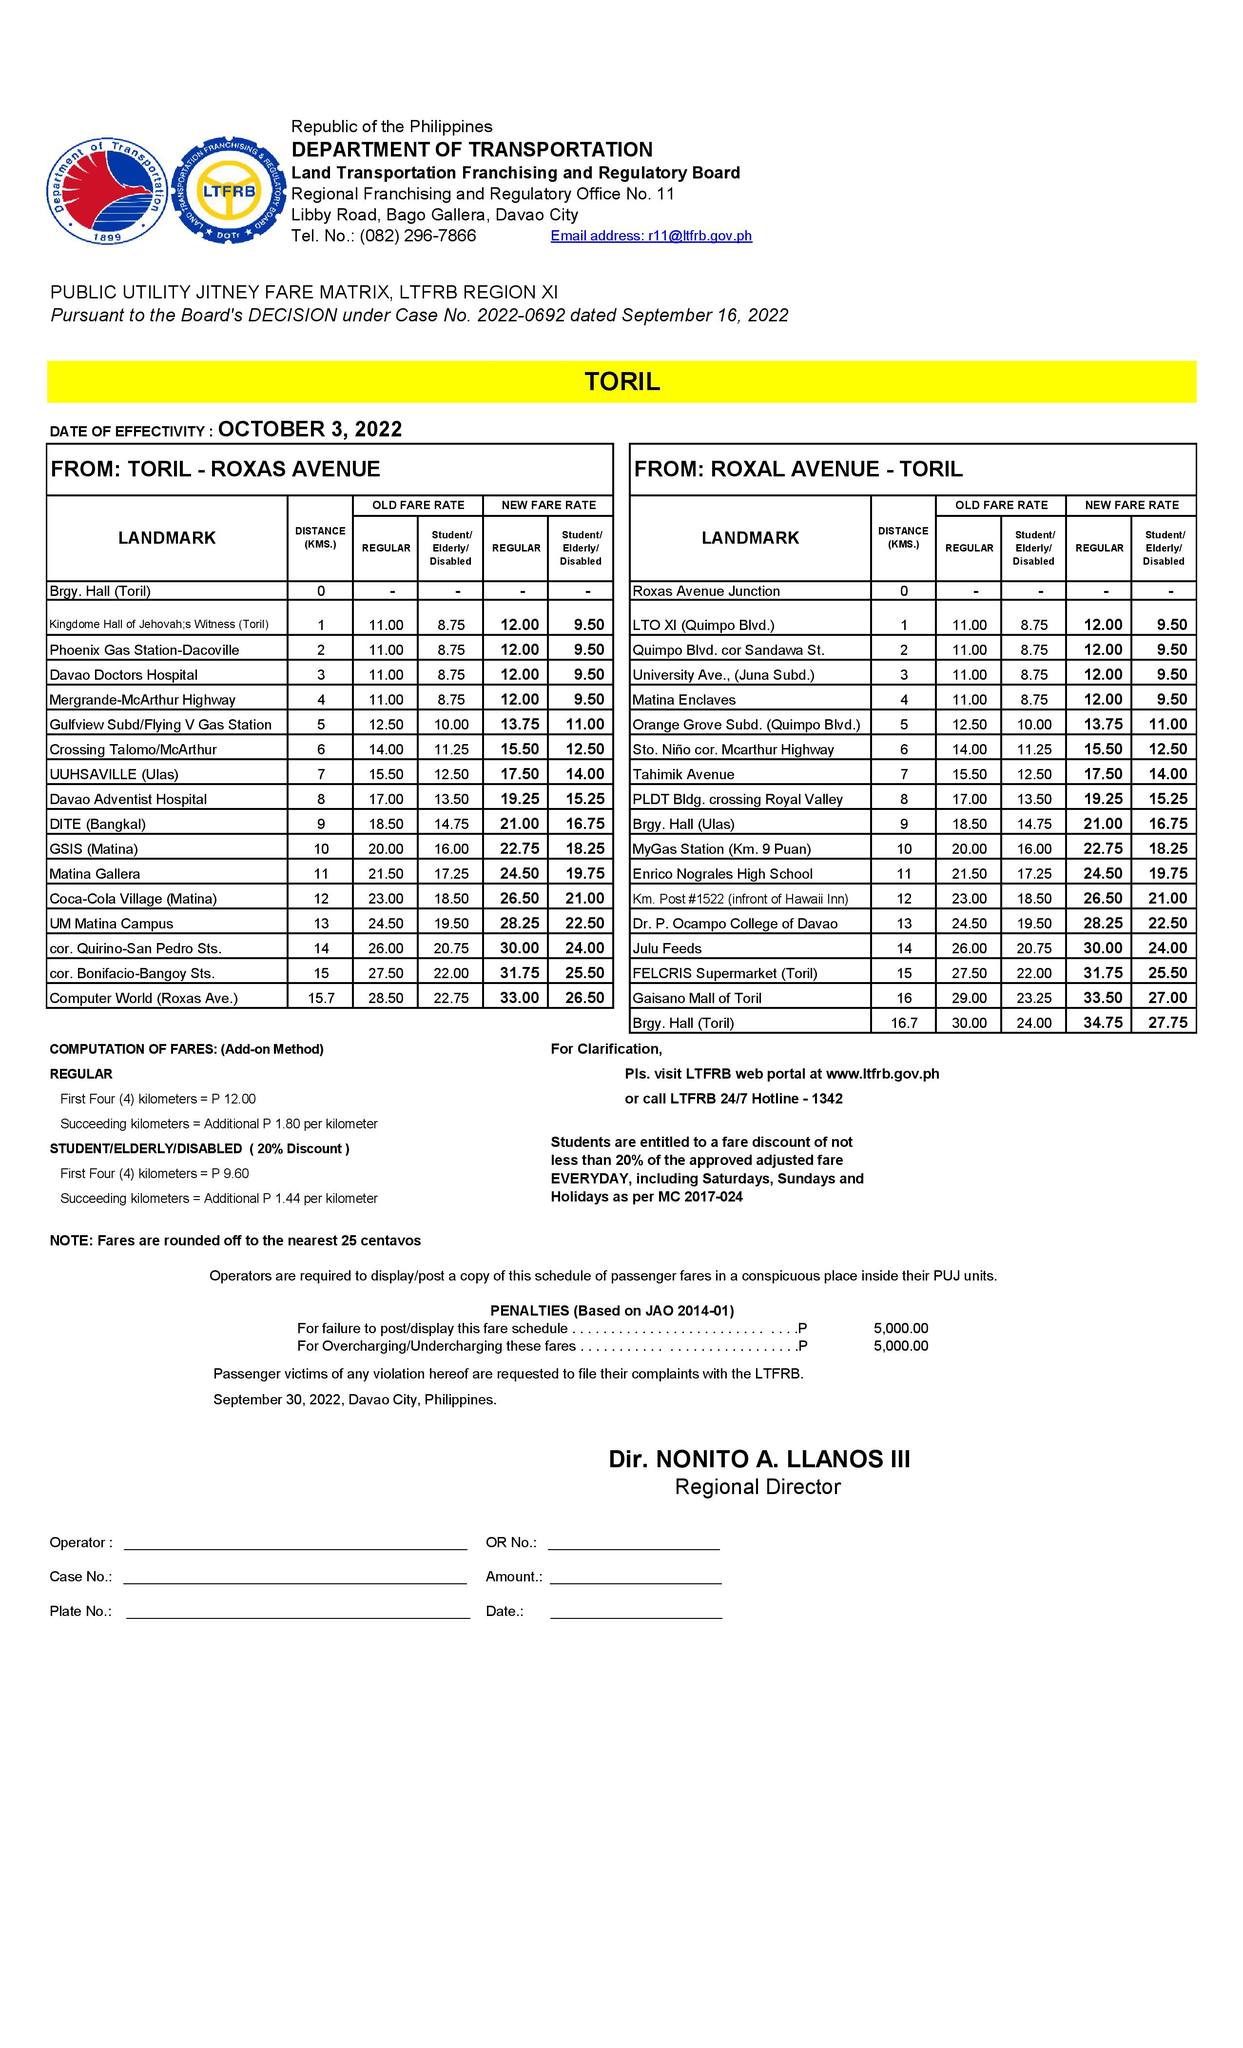 Department of Transportation
1899
LAND TRANSPORTATION FRANCHISING & REGULATORY BOARD
LTFRB
DOTr
Republic of the Philippines
DEPARTMENT OF TRANSPORTATION
Land Transportation Franchising and Regulatory Board
Regional Franchising and Regulatory Office No. 11
Libby Road, Bago Gallera, Davao City
Tel. No.: (082) 296-7866 Email address: r11@ltfrb.gov.ph
PUBLIC UTILITY JITNEY FARE MATRIX, LTFRB REGION XI
Pursuant to the Board's DECISION under Case No. 2022-0692 dated September 16, 2022
TORIL
DATE OF EFFECTIVITY : OCTOBER 3, 2022
FROM: TORIL - ROXAS AVENUE
LANDMARK DISTANCE (KMS.) OLD FARE RATE NEW FARE RATE
REGULAR Student/ Elderly/ Disabled REGULAR Student/ Elderly/ Disabled
Brgy. Hall (Toril) 0 - - - -
Kingdome Hall of Jehovah;s Witness (Toril) 1 11.00 8.75 12.00 9.50
Phoenix Gas Station-Dacoville 2 11.00 8.75 12.00 9.50
Davao Doctors Hospital 3 11.00 8.75 12.00 9.50
Mergrande-McArthur Highway 4 11.00 8.75 12.00 9.50
Gulfview Subd/Flying V Gas Station 5 12.50 10.00 13.75 11.00
Crossing Talomo/McArthur 6 14.00 11.25 15.50 12.50
UUHSAVILLE (Ulas) 7 15.50 12.50 17.50 14.00
Davao Adventist Hospital 8 17.00 13.50 19.25 15.25
DITE (Bangkal) 9 18.50 14.75 21.00 16.75
GSIS (Matina) 10 20.00 16.00 22.75 18.25
Matina Gallera 11 21.50 17.25 24.50 19.75
Coca-Cola Village (Matina) 12 23.00 18.50 26.50 21.00
UM Matina Campus 13 24.50 19.50 28.25 22.50
cor. Quirino-San Pedro Sts. 14 26.00 20.75 30.00 24.00
cor. Bonifacio-Bangoy Sts. 15 27.50 22.00 31.75 25.50
Computer World (Roxas Ave.) 15.7 28.50 22.75 33.00 26.50
FROM: ROXAL AVENUE - TORIL
LANDMARK DISTANCE (KMS.) OLD FARE RATE NEW FARE RATE
REGULAR Student/ Elderly/ Disabled REGULAR Student/ Elderly/ Disabled
Roxas Avenue Junction 0 - - - -
LTO XI (Quimpo Blvd.) 1 11.00 8.75 12.00 9.50
Quimpo Blvd. cor Sandawa St. 2 11.00 8.75 12.00 9.50
University Ave., (Juna Subd.) 3 11.00 8.75 12.00 9.50
Matina Enclaves 4 11.00 8.75 12.00 9.50
Orange Grove Subd. (Quimpo Blvd.) 5 12.50 10.00 13.75 11.00
Sto. Niño cor. Mcarthur Highway 6 14.00 11.25 15.50 12.50
Tahimik Avenue 7 15.50 12.50 17.50 14.00
PLDT Bldg. crossing Royal Valley 8 17.00 13.50 19.25 15.25
Brgy. Hall (Ulas) 9 18.50 14.75 21.00 16.75
MyGas Station (Km. 9 Puan) 10 20.00 16.00 22.75 18.25
Enrico Nograles High School 11 21.50 17.25 24.50 19.75
Km. Post #1522 (infront of Hawaii Inn) 12 23.00 18.50 26.50 21.00
Dr. P. Ocampo College of Davao 13 24.50 19.50 28.25 22.50
Julu Feeds 14 26.00 20.75 30.00 24.00
FELCRIS Supermarket (Toril) 15 27.50 22.00 31.75 25.50
Gaisano Mall of Toril 16 29.00 23.25 33.50 27.00
Brgy. Hall (Toril) 16.7 30.00 24.00 34.75 27.75
COMPUTATION OF FARES: (Add-on Method)
REGULAR
First Four (4) kilometers = P 12.00
Succeeding kilometers = Additional P 1.80 per kilometer
STUDENT/ELDERLY/DISABLED ( 20% Discount )
First Four (4) kilometers = P 9.60
Succeeding kilometers = Additional P 1.44 per kilometer
For Clarification,
Pls. visit LTFRB web portal at www.ltfrb.gov.ph
or call LTFRB 24/7 Hotline - 1342
Students are entitled to a fare discount of not
less than 20% of the approved adjusted fare
EVERYDAY, including Saturdays, Sundays and
Holidays as per MC 2017-024
NOTE: Fares are rounded off to the nearest 25 centavos
Operators are required to display/post a copy of this schedule of passenger fares in a conspicuous place inside their PUJ units.
PENALTIES (Based on JAO 2014-01)
For failure to post/display this fare schedule . . . . . . . . . . . . . . . . . . . . . . . . . . . . .P 5,000.00
For Overcharging/Undercharging these fares . . . . . . . . . . . . . . . . . . . . . . . . . . . .P 5,000.00
Passenger victims of any violation hereof are requested to file their complaints with the LTFRB.
September 30, 2022, Davao City, Philippines.
Dir. NONITO A. LLANOS III
Regional Director
Operator : OR No.:
Case No.: Amount.:
Plate No.: Date.: